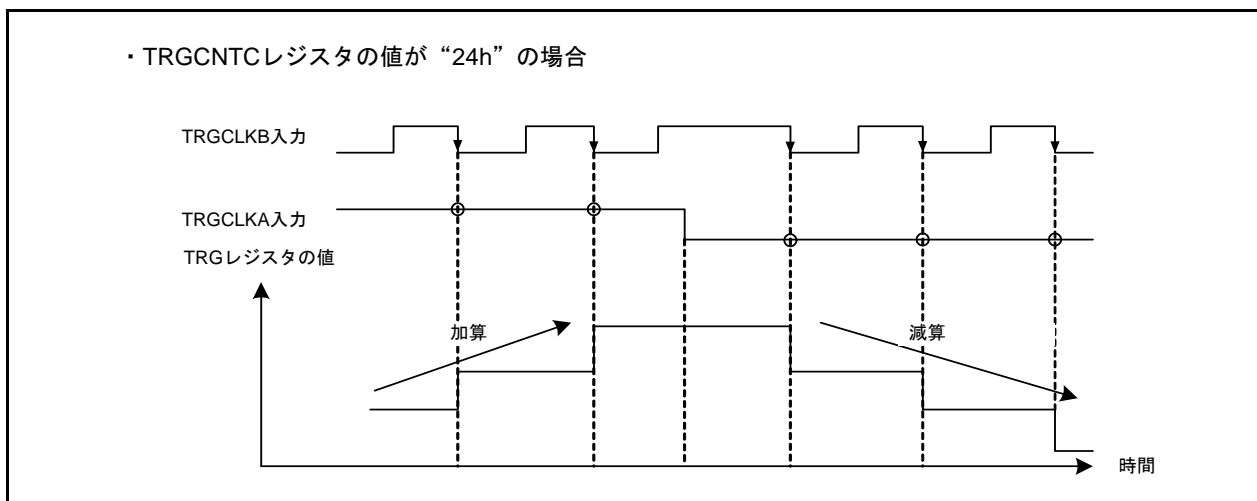 ・TRGCNTCレジスタの値が“24h”の場合
TRGCLKB入力
TRGCLKA入力
TRGレジスタの値
加算
減算
時間